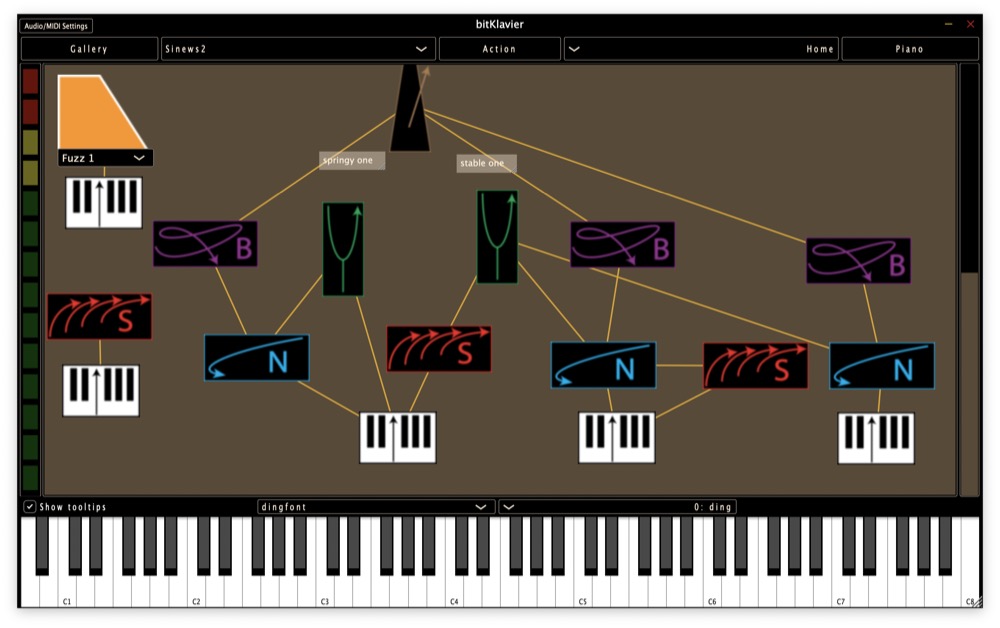 bitKlavier
Audio/MIDI Settings
Gallery
Sinews2
Action
Home
Piano
Fuzz 1
springy one
stable one
B
B
B
S
N
S
N
S
N
Show tooltips
dingfont
0: ding
C1
C2
C3
C4
C5
C6
C7
C8